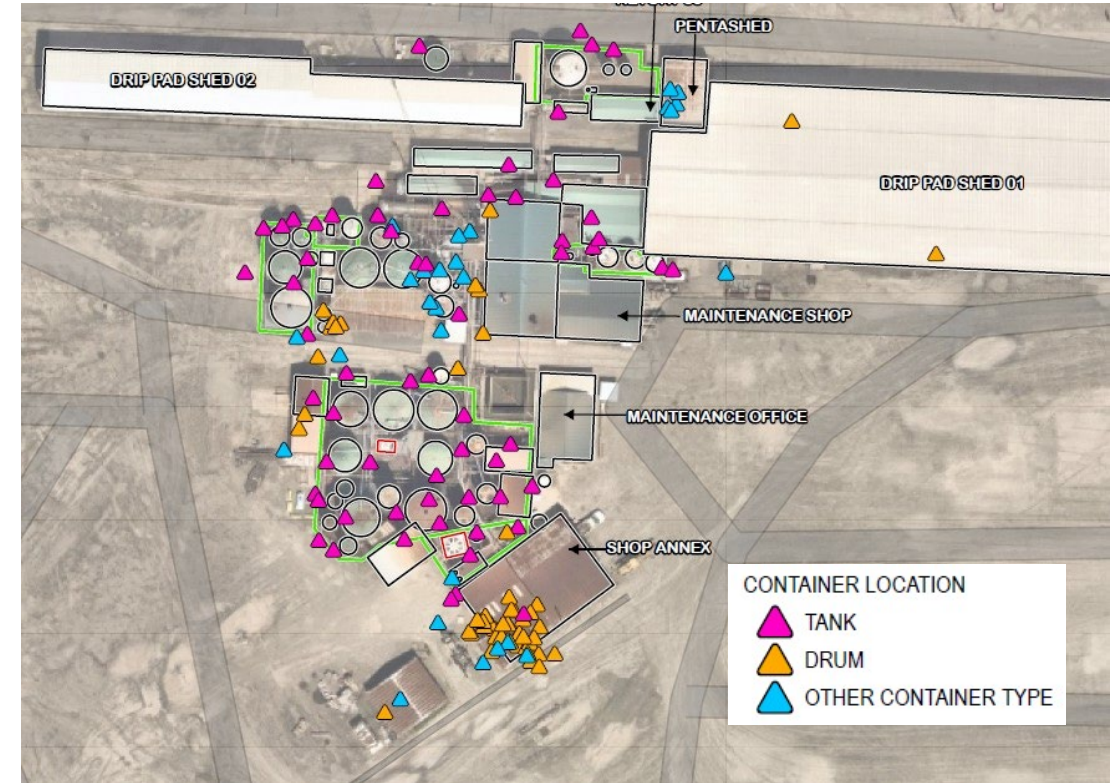 PENTASHED
DRIP PAD SHED 02
DRIP PAD SHED 01
MAINTENANCE SHOP
MAINTENANCE OFFICE
SHOP ANNEX
CONTAINER LOCATION
TANK
DRUM
OTHER CONTAINER TYPE